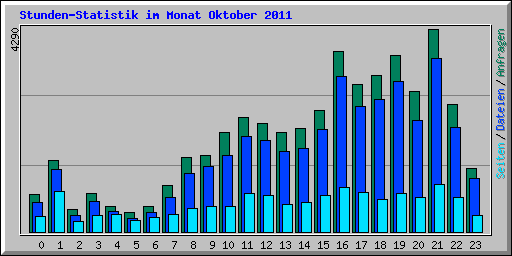 Stunden-Statistik im Monat Oktober 2011
4290
Seiten / Dateien / Anfragen
0 1 2 3 4 5 6 7 8 9 10 11 12 13 14 15 16 17 18 19 20 21 22 23